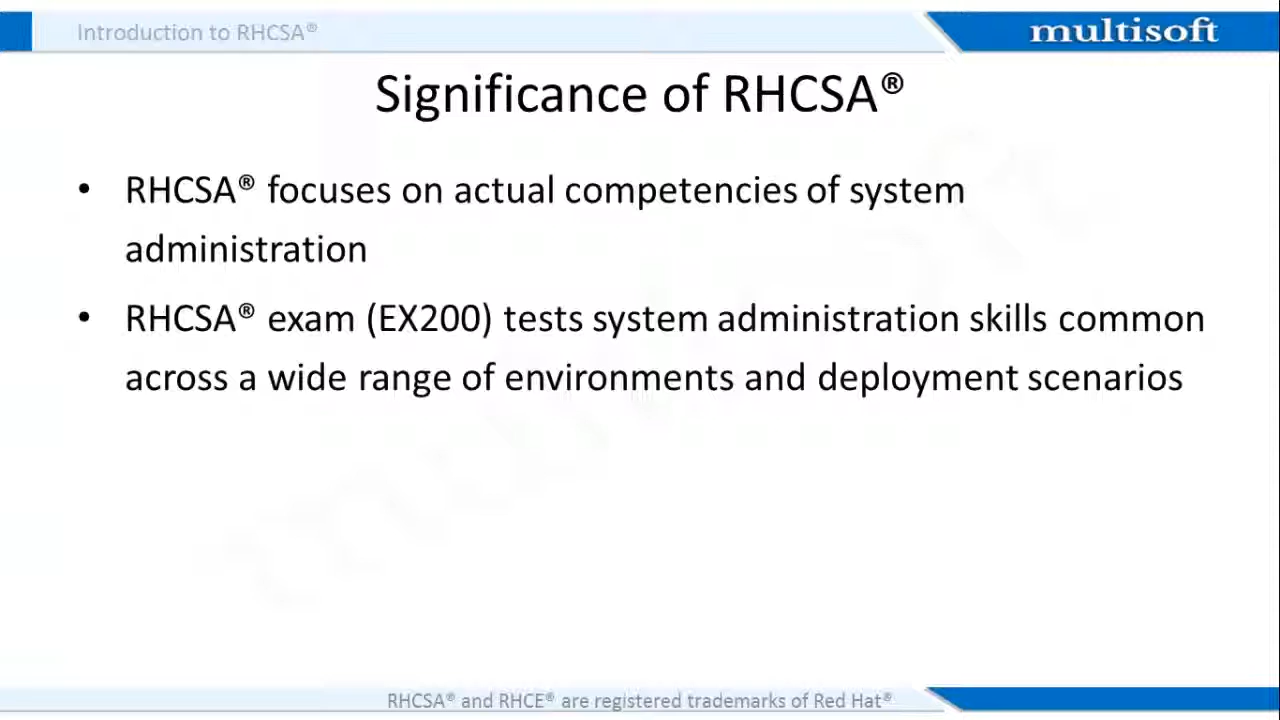 Introduction to RHCSA®
multisoft
Significance of RHCSA®
• RHCSA® focuses on actual competencies of system
administration
• RHCSA® exam (EX200) tests system administration skills common
across a wide range of environments and deployment scenarios
RHCSA® and RHCE® are registered trademarks of Red Hat®